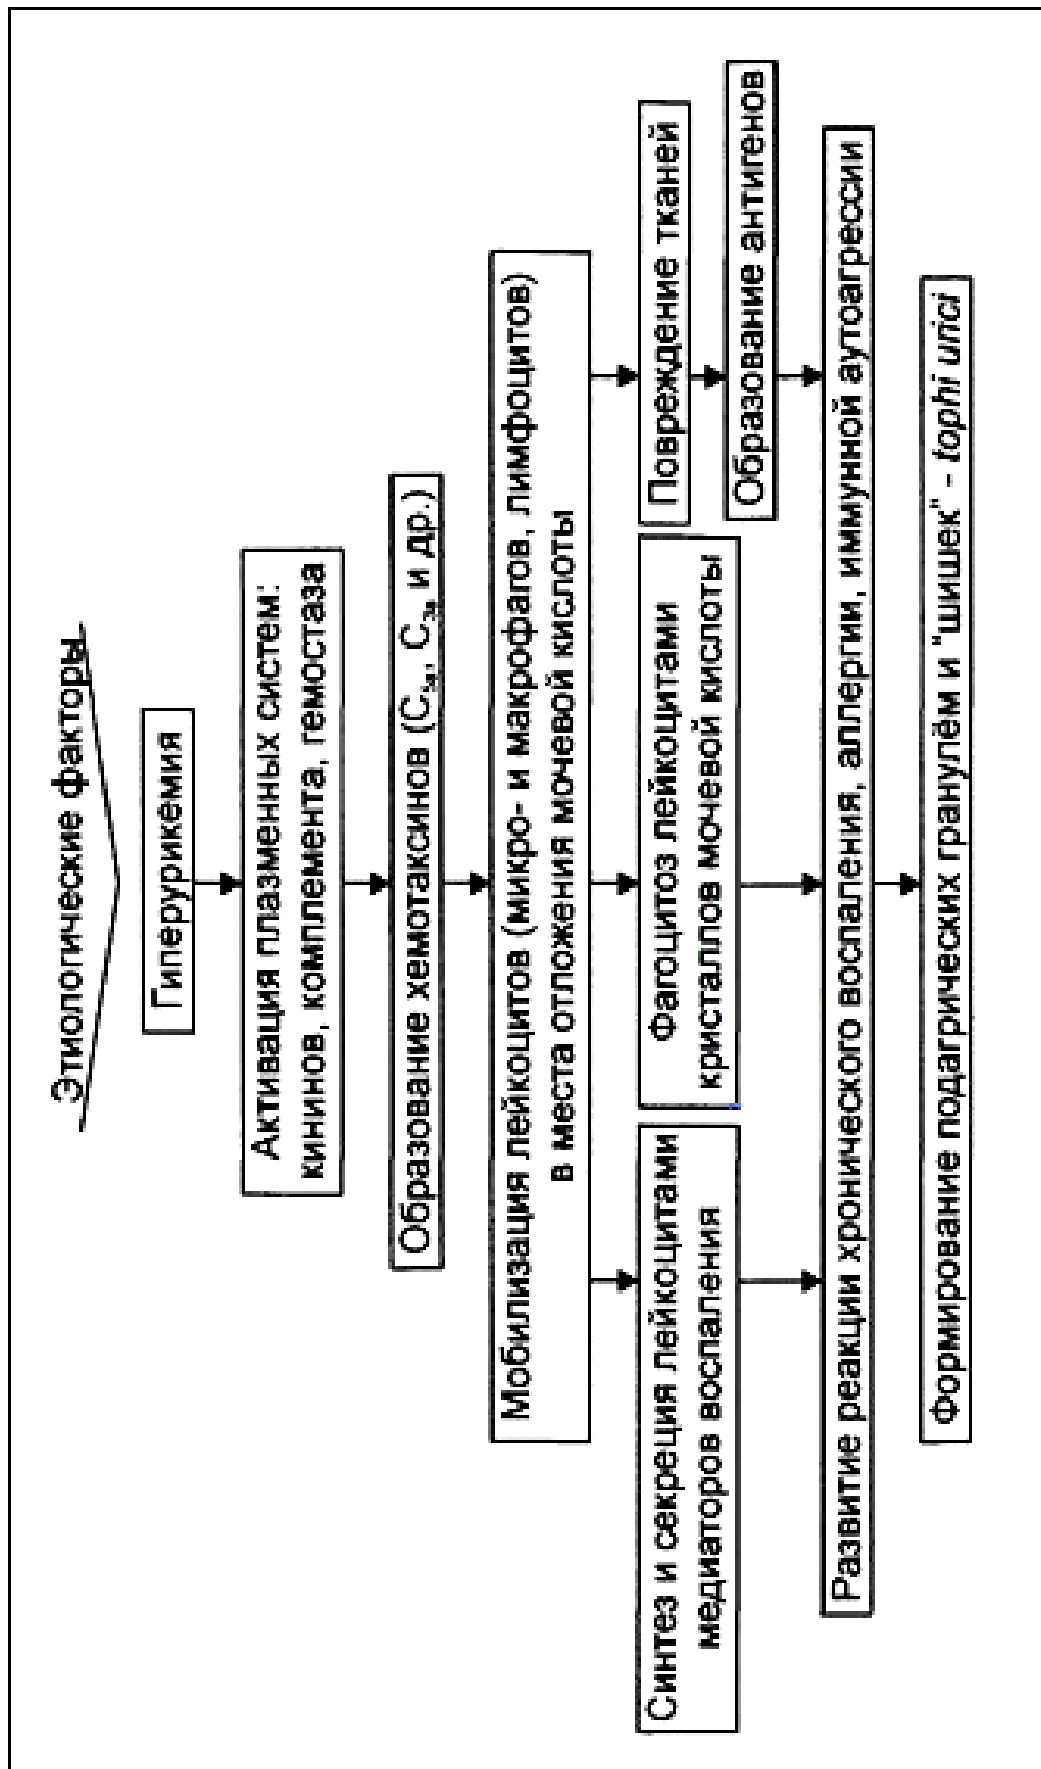 Этиологические факторы
Гиперурикемия
Активация плазменных систем:
кининов, комплемента, гемостаза
Образование хемотаксинов (C₅ₐ, C₃ₐ и др.)
Мобилизация лейкоцитов (микро- и макрофагов, лимфоцитов)
в места отложения мочевой кислоты
Синтез и секреция лейкоцитами
медиаторов воспаления
Фагоцитоз лейкоцитами
кристаллов мочевой кислоты
Повреждение тканей
Образование антигенов
Развитие реакции хронического воспаления, аллергии, иммунной аутоагрессии
Формирование подагрических гранулём и "шишек" - tophi urici